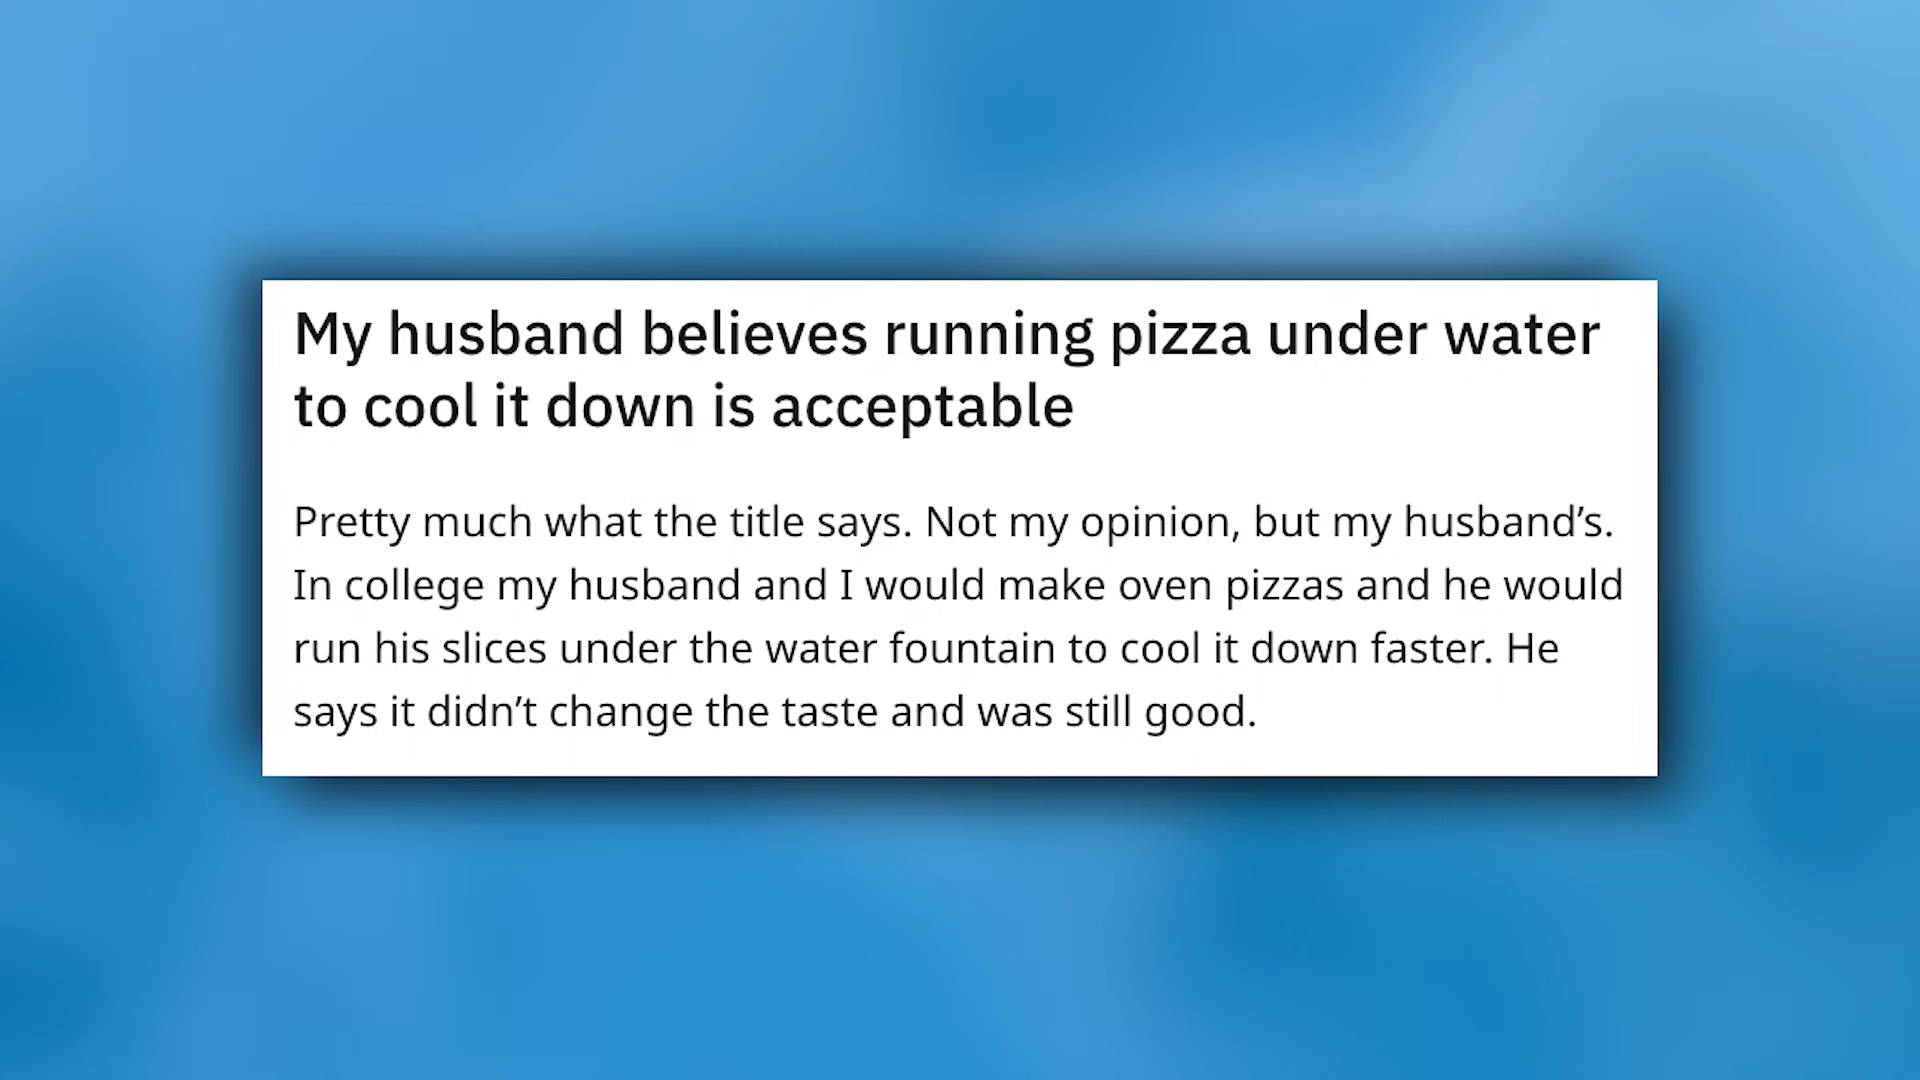 My husband believes running pizza under water
to cool it down is acceptable
Pretty much what the title says. Not my opinion, but my husband’s.
In college my husband and I would make oven pizzas and he would
run his slices under the water fountain to cool it down faster. He
says it didn’t change the taste and was still good.